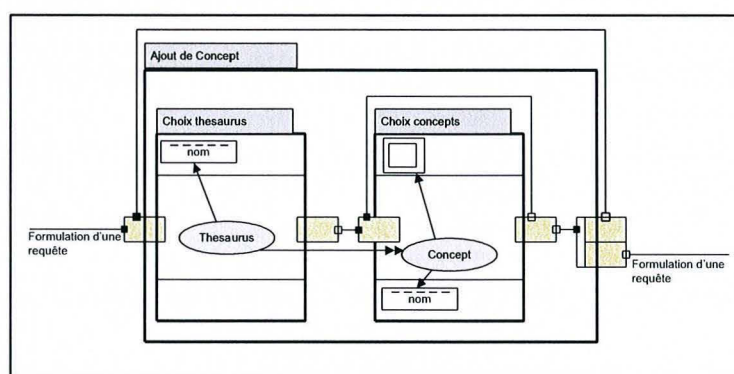 Ajout de Concept
Choix thesaurus
Choix concepts
nom
Formulation d'une
requête
Thesaurus
Concept
Formulation d'une
requête
nom